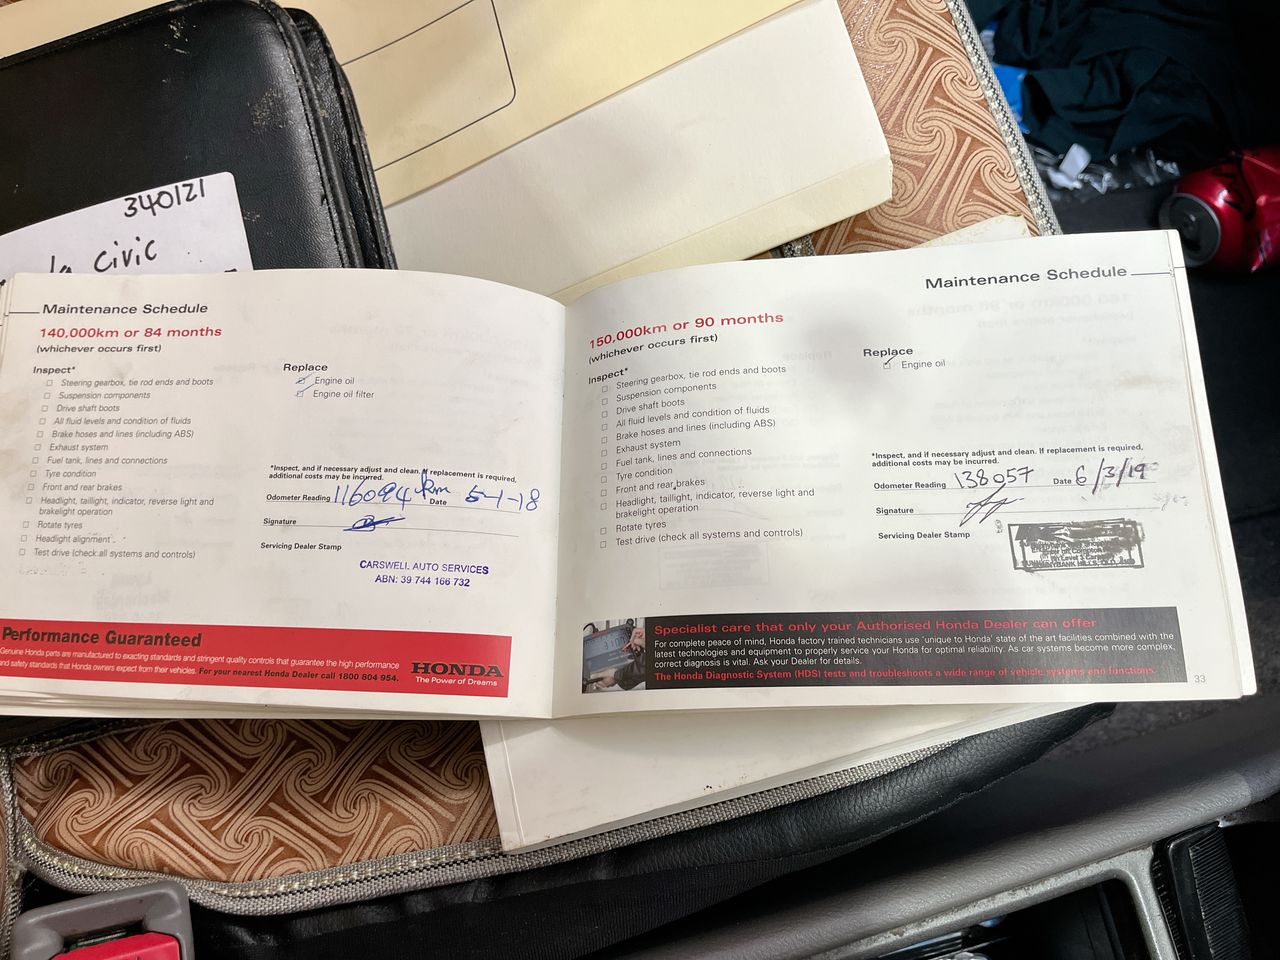 340121
civic
Maintenance Schedule
140,000km or 84 months
(whichever occurs first)
Inspect*
☐ Steering gearbox, tie rod ends and boots
☐ Suspension components
☐ Drive shaft boots
☐ All fluid levels and condition of fluids
☐ Brake hoses and lines (including ABS)
☐ Exhaust system
☐ Fuel tank, lines and connections
☐ Tyre condition
☐ Front and rear brakes
☐ Headlight, taillight, indicator, reverse light and
brakelight operation
☐ Rotate tyres
☐ Headlight alignment
☐ Test drive (check all systems and controls)
Replace
☑ Engine oil
☑ Engine oil filter
*Inspect, and if necessary adjust and clean. If replacement is required,
additional costs may be incurred.
Odometer Reading 116094 km Date 5-1-18
Signature
Servicing Dealer Stamp
CARSWELL AUTO SERVICES
ABN: 39 744 166 732
Performance Guaranteed
Genuine Honda parts are manufactured to exacting standards and stringent quality controls that guarantee the high performance
and safety standards that Honda owners expect from their vehicles. For your nearest Honda Dealer call 1800 804 954.
HONDA
The Power of Dreams
Maintenance Schedule
150,000km or 90 months
(whichever occurs first)
Inspect*
☐ Steering gearbox, tie rod ends and boots
☐ Suspension components
☐ Drive shaft boots
☐ All fluid levels and condition of fluids
☐ Brake hoses and lines (including ABS)
☐ Exhaust system
☐ Fuel tank, lines and connections
☐ Tyre condition
☐ Front and rear brakes
☐ Headlight, taillight, indicator, reverse light and
brakelight operation
☐ Rotate tyres
☐ Test drive (check all systems and controls)
Replace
☑ Engine oil
*Inspect, and if necessary adjust and clean. If replacement is required,
additional costs may be incurred.
Odometer Reading 138057 Date 6/3/19
Signature
Servicing Dealer Stamp
Specialist care that only your Authorised Honda Dealer can offer
For complete peace of mind, Honda factory trained technicians use 'unique to Honda' state of the art facilities combined with the
latest technologies and equipment to properly service your Honda for optimal reliability. As car systems become more complex,
correct diagnosis is vital. Ask your Dealer for details.
The Honda Diagnostic System (HDS) tests and troubleshoots a wide range of vehicle systems and functions.
33